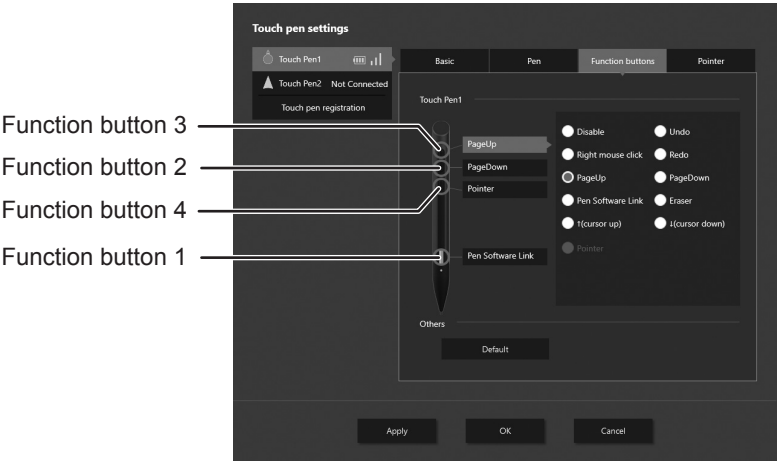 Touch pen settings
Touch Pen1
Touch Pen2 Not Connected
Touch pen registration
Basic Pen Function buttons Pointer
Touch Pen1
Function button 3
Function button 2
Function button 4
Function button 1
PageUp
PageDown
Pointer
Pen Software Link
Disable Undo
Right mouse click Redo
PageUp PageDown
Pen Software Link Eraser
↑(cursor up) ↓(cursor down)
Pointer
Others
Default
Apply OK Cancel